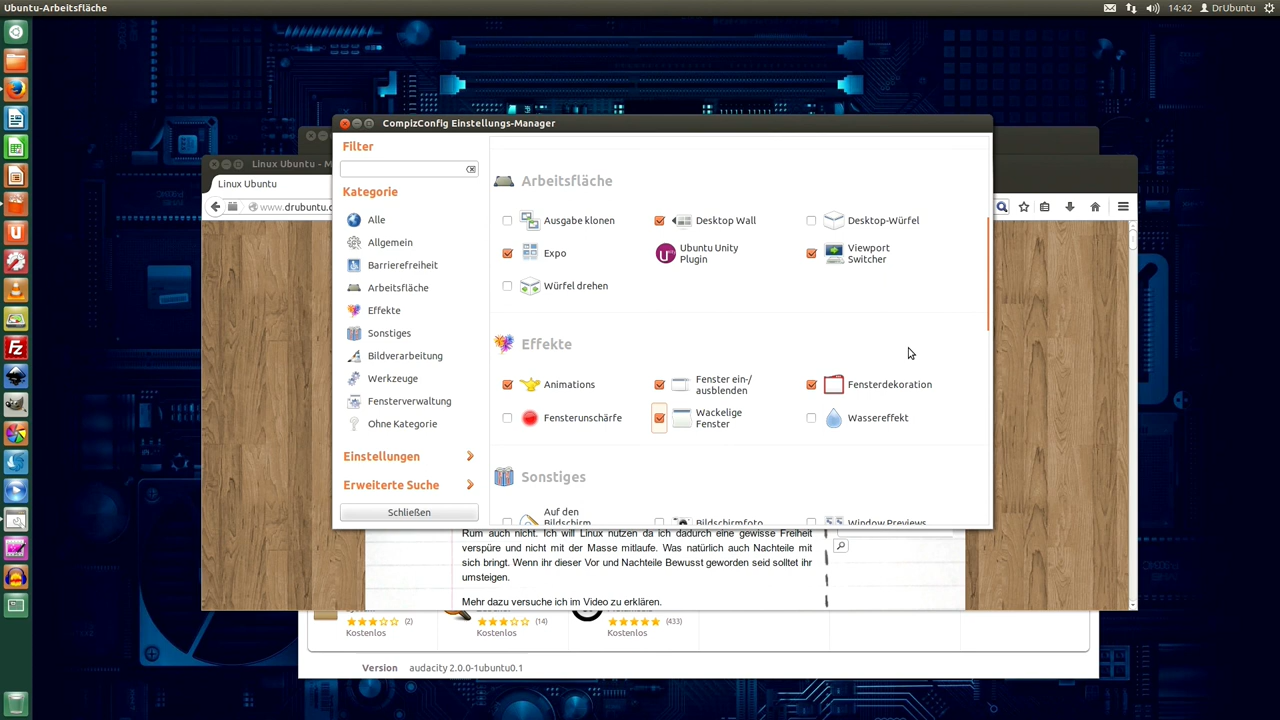 Ubuntu-Arbeitsfläche
14:42
DrUbuntu
CompizConfig Einstellungs-Manager
Linux Ubuntu - M
Linux Ubuntu
www.drubuntu.
Filter
Kategorie
Alle
Allgemein
Barrierefreiheit
Arbeitsfläche
Effekte
Sonstiges
Bildverarbeitung
Werkzeuge
Fensterverwaltung
Ohne Kategorie
Einstellungen
Erweiterte Suche
Schließen
Arbeitsfläche
Ausgabe klonen
Desktop Wall
Desktop-Würfel
Expo
Ubuntu Unity
Plugin
Viewport
Switcher
Würfel drehen
Effekte
Animations
Fenster ein-/
ausblenden
Fensterdekoration
Fensterunschärfe
Wackelige
Fenster
Wassereffekt
Sonstiges
Auf den
Bildschirm
Bildschirmfoto
Window Previews
Rum auch nicht. Ich will Linux nutzen da ich dadurch eine gewisse Freiheit
verspüre und nicht mit der Masse mitlaufe. Was natürlich auch Nachteile mit
sich bringt. Wenn ihr dieser Vor und Nachteile Bewusst geworden seid solltet ihr
umsteigen.
Mehr dazu versuche ich im Video zu erklären.
(2)
(14)
(433)
Kostenlos
Kostenlos
Kostenlos
Version audacity 2.0.0-1ubuntu0.1